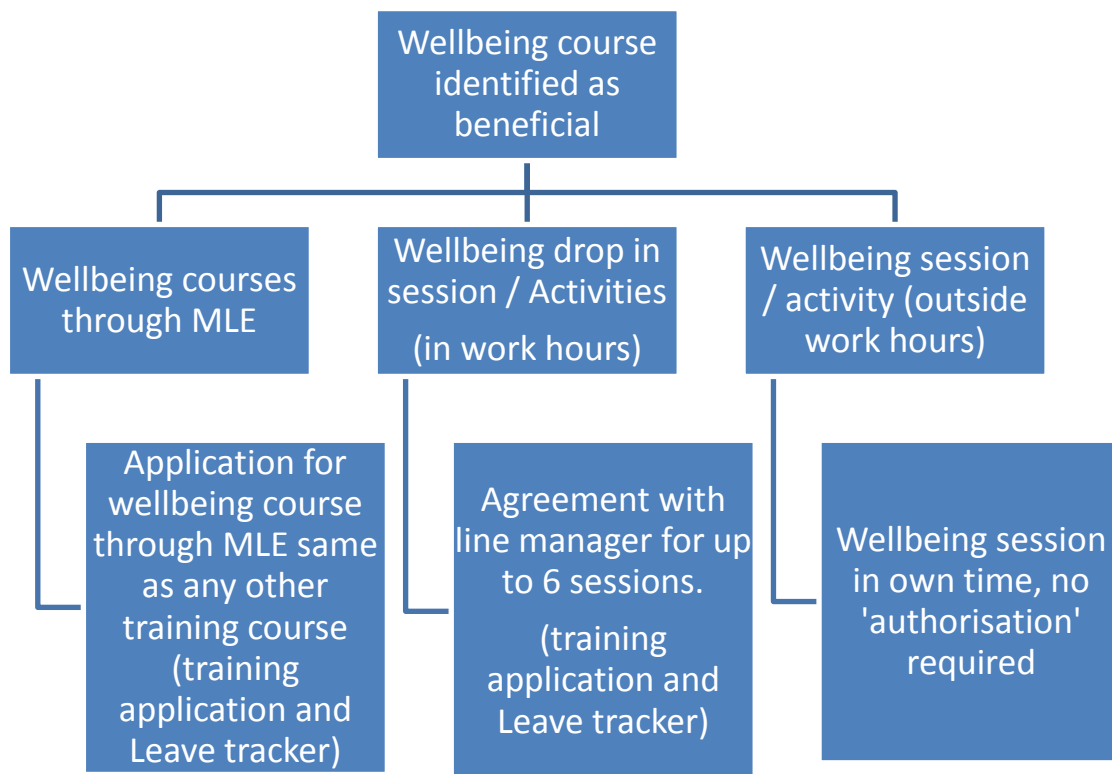 Wellbeing course
identified as
beneficial
Wellbeing courses
through MLE
Wellbeing drop in
session / Activities
(in work hours)
Wellbeing session
/ activity (outside
work hours)
Application for
wellbeing course
through MLE same
as any other
training course
(training
application and
Leave tracker)
Agreement with
line manager for up
to 6 sessions.
(training
application and
Leave tracker)
Wellbeing session
in own time, no
'authorisation'
required